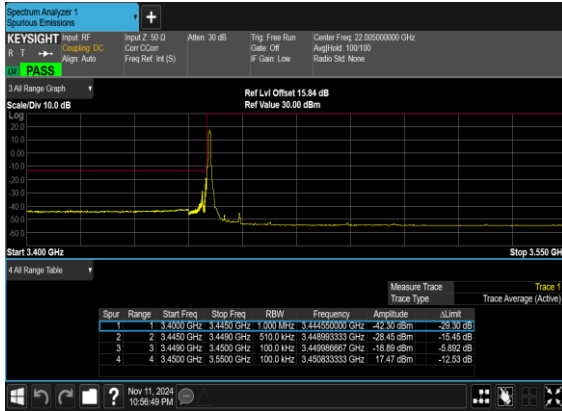 Spectrum Analyzer 1
Spurious Emissions
KEYSIGHT Input: RF Input Z: 50 Ω Atten: 30 dB Trig: Free Run Center Freq: 22.005000000 GHz
R T Coupling: DC Corr CCorr Gate: Off Avg|Hold: 100/100
Align: Auto Freq Ref: Int (S) IF Gain: Low Radio Std: None
PASS
3 All Range Graph
Ref Lvl Offset 15.84 dB
Scale/Div 10.0 dB Ref Value 30.00 dBm
Log
20.0
10.0
0.00
-10.0
-20.0
-30.0
-40.0
-50.0
-60.0
Start 3.400 GHz Stop 3.550 GH
4 All Range Table
Measure Trace Trace 1
Trace Type Trace Average (Active)
Spur Range Start Freq Stop Freq RBW Frequency Amplitude ΔLimit
1 1 3.4000 GHz 3.4450 GHz 1.000 MHz 3.444550000 GHz -42.30 dBm -29.30 dB
2 2 3.4450 GHz 3.4490 GHz 510.0 kHz 3.448993333 GHz -28.45 dBm -15.45 dB
3 3 3.4490 GHz 3.4500 GHz 100.0 kHz 3.449986667 GHz -18.89 dBm -5.892 dB
4 4 3.4500 GHz 3.5500 GHz 100.0 kHz 3.450833333 GHz 17.47 dBm -12.53 dB
Nov 11, 2024
10:56:49 PM